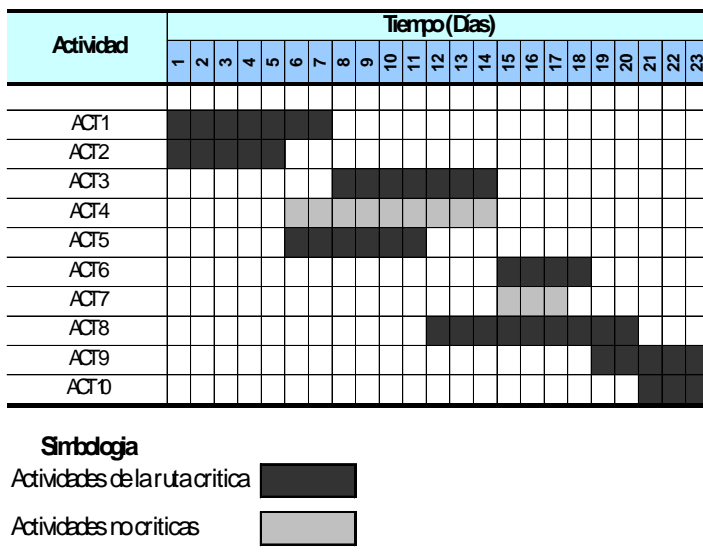 Actividad
Tiempo (Días)
1 2 3 4 5 6 7 8 9 10 11 12 13 14 15 16 17 18 19 20 21 22 23
ACT1
ACT2
ACT3
ACT4
ACT5
ACT6
ACT7
ACT8
ACT9
ACT10
Simbologia
Actividades de la ruta critica
Actividades no criticas